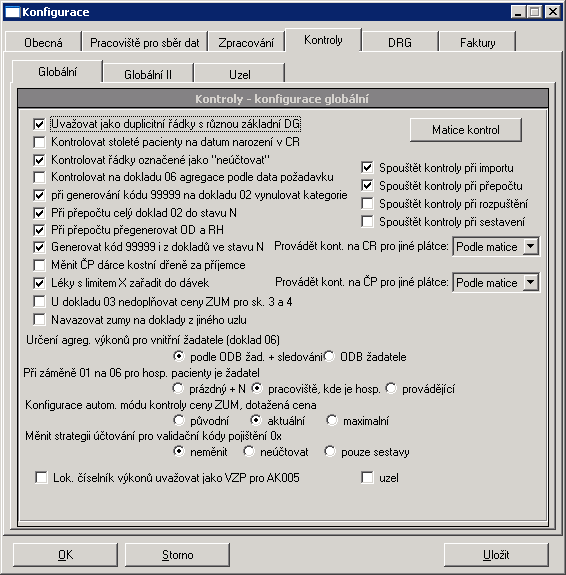 Konfigurace
Obecná Pracoviště pro sběr dat Zpracování Kontroly DRG Faktury
Globální Globální II Uzel
Kontroly - konfigurace globální
Uvažovat jako duplicitní řádky s různou základní DG
Matice kontrol
Kontrolovat stoleté pacienty na datum narození v CR
Kontrolovat řádky označené jako "neúčtovat"
Spouštět kontroly při importu
Kontrolovat na dokladu 06 agregace podle data požadavku
Spouštět kontroly při přepočtu
při generování kódu 99999 na dokladu 02 vynulovat kategorie
Spouštět kontroly při rozpuštění
Při přepočtu celý doklad 02 do stavu N
Spouštět kontroly při sestavení
Při přepočtu přegenerovat OD a RH
Generovat kód 99999 i z dokladů ve stavu N
Provádět kont. na CR pro jiné plátce: Podle matice
Měnit ČP dárce kostní dřeně za příjemce
Léky s limitem X zařadit do dávek
Provádět kont. na ČP pro jiné plátce: Podle matice
U dokladu 03 nedoplňovat ceny ZUM pro sk. 3 a 4
Navazovat zumy na doklady z jiného uzlu
Určení agreg. výkonů pro vnitřní žadatele (doklad 06)
podle ODB žad. + sledování ODB žadatele
Při záměně 01 na 06 pro hosp. pacienty je žadatel
prázdný + N pracoviště, kde je hosp. provádějící
Konfigurace autom. módu kontroly ceny ZUM, dotažená cena
původní aktuální maximalní
Měnit strategii účtování pro validační kódy pojištění 0x
neměnit neúčtovat pouze sestavy
Lok. číselník výkonů uvažovat jako VZP pro AK005 uzel
OK Storno Uložit